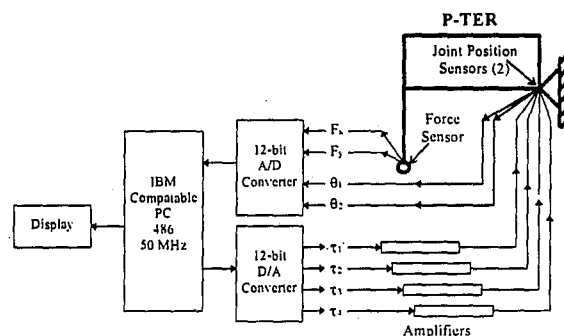 P-TER
Joint Position
Sensors (2)
Force
Sensor
Fx
Fy
θ1
θ2
12-bit
A/D
Converter
IBM
Compatable
PC
486
50 MHz
Display
12-bit
D/A
Converter
τ1
τ2
τ3
τ4
Amplifiers